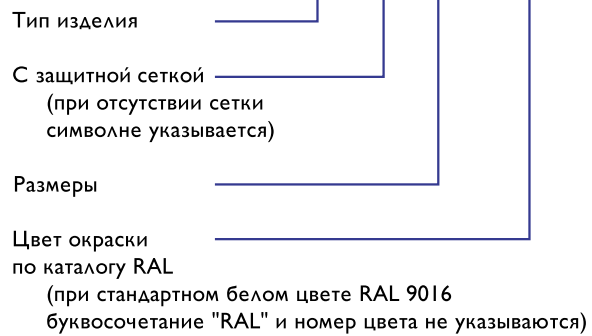 Тип изделия
С защитной сеткой
(при отсутствии сетки
символне указывается)
Размеры
Цвет окраски
по каталогу RAL
(при стандартном белом цвете RAL 9016
буквосочетание "RAL" и номер цвета не указываются)